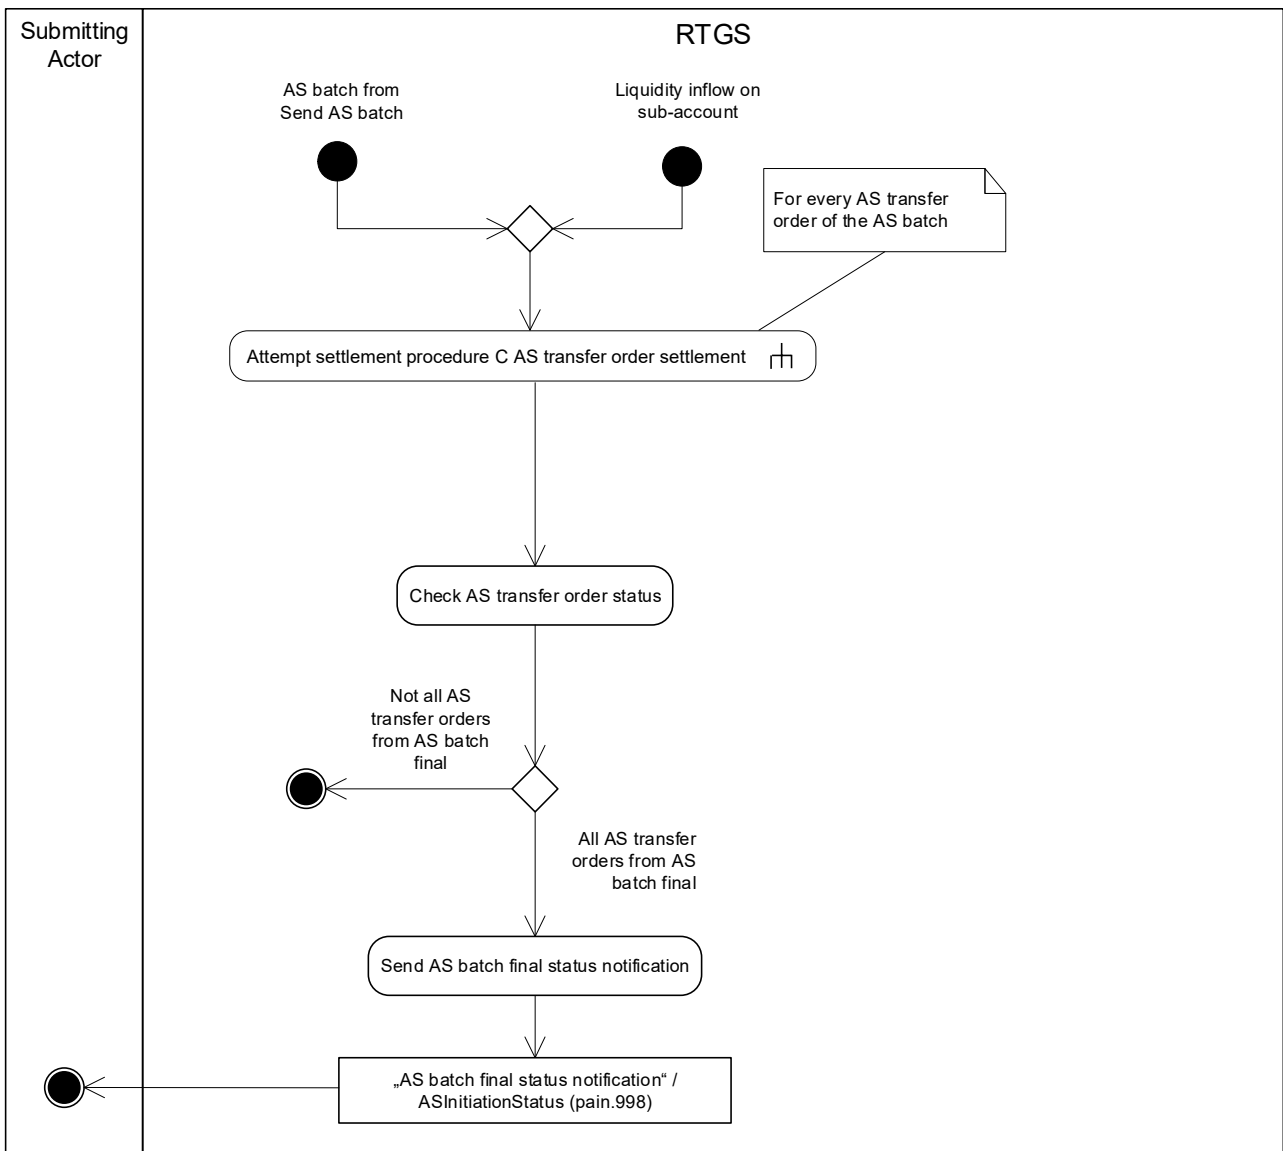 Submitting
Actor
RTGS
AS batch from
Send AS batch
Liquidity inflow on
sub-account
For every AS transfer
order of the AS batch
Attempt settlement procedure C AS transfer order settlement
Check AS transfer order status
Not all AS
transfer orders
from AS batch
final
All AS transfer
orders from AS
batch final
Send AS batch final status notification
„AS batch final status notification“ /
ASInitiationStatus (pain.998)